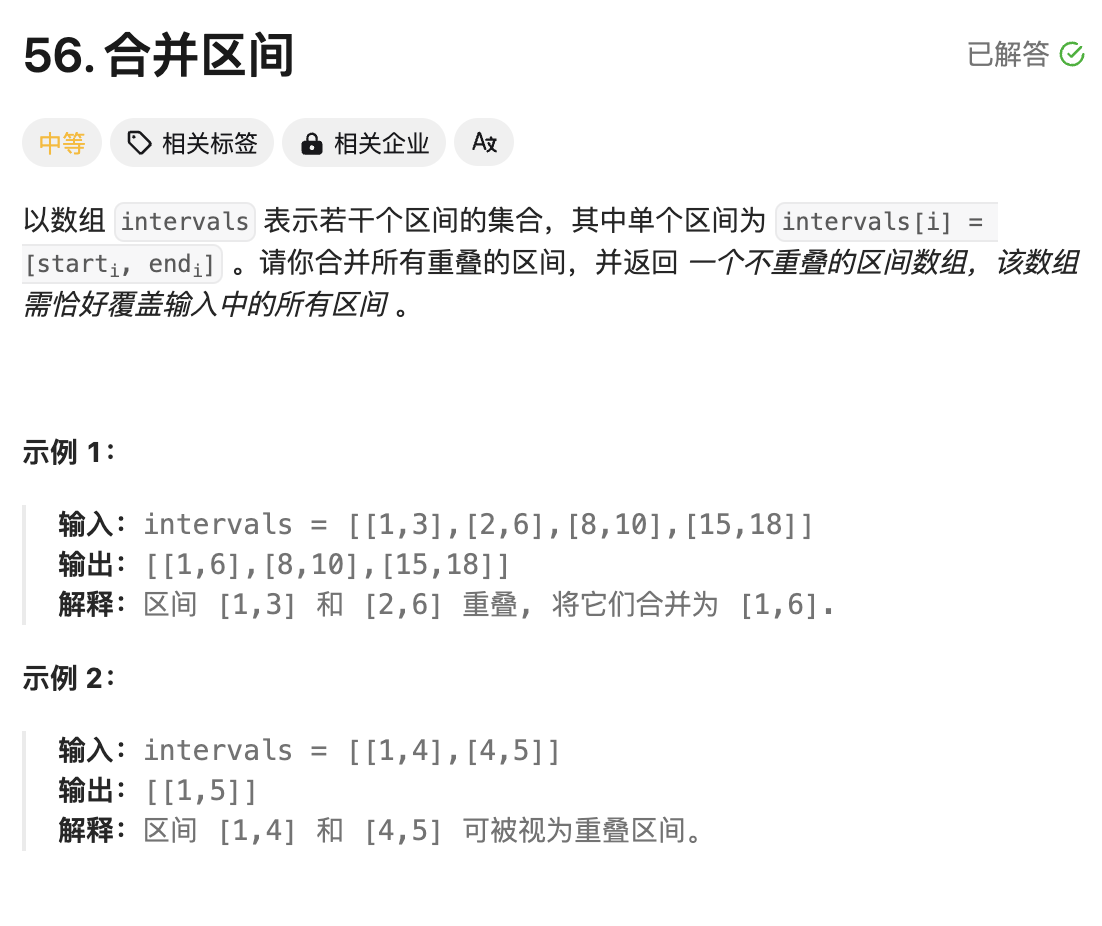 56. 合并区间
已解答
中等
相关标签
相关企业
以数组 intervals 表示若干个区间的集合，其中单个区间为 intervals[i] =
[starti, endi] 。请你合并所有重叠的区间，并返回 一个不重叠的区间数组，该数组
需恰好覆盖输入中的所有区间 。
示例 1：
输入：intervals = [[1,3],[2,6],[8,10],[15,18]]
输出：[[1,6],[8,10],[15,18]]
解释：区间 [1,3] 和 [2,6] 重叠, 将它们合并为 [1,6].
示例 2：
输入：intervals = [[1,4],[4,5]]
输出：[[1,5]]
解释：区间 [1,4] 和 [4,5] 可被视为重叠区间。